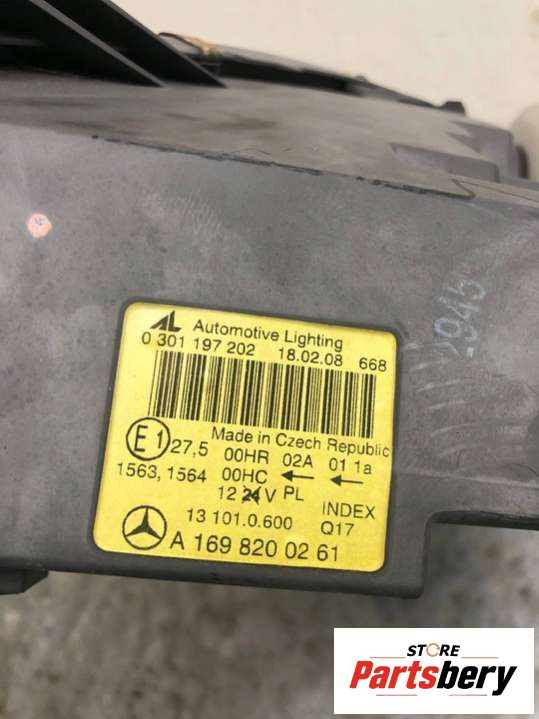 AL Automotive Lighting
0 301 197 202 18.02.08 668
Made in Czech Republic
E1 27,5 00HR 02A 01 1a
1563, 1564 00HC ← ←
12 24 V PL INDEX
13 101.0.600 Q17
A 169 820 02 61
2945
STORE
Partsbery